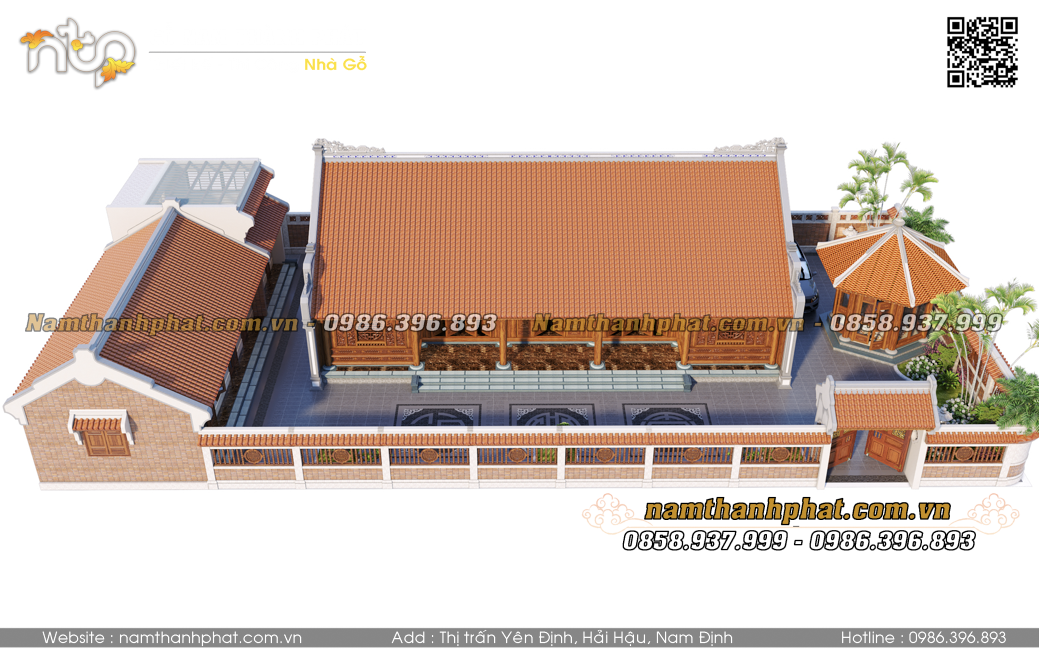 ntp
Nhà Gỗ
Namthanhphat.com.vn - 0986.396.893 Namthanhphat.com.vn - 0858.937.999
namthanhphat.com.vn
0858.937.999 - 0986.396.893
Website : namthanhphat.com.vn Add : Thị trấn Yên Định, Hải Hậu, Nam Định Hotline : 0986.396.893